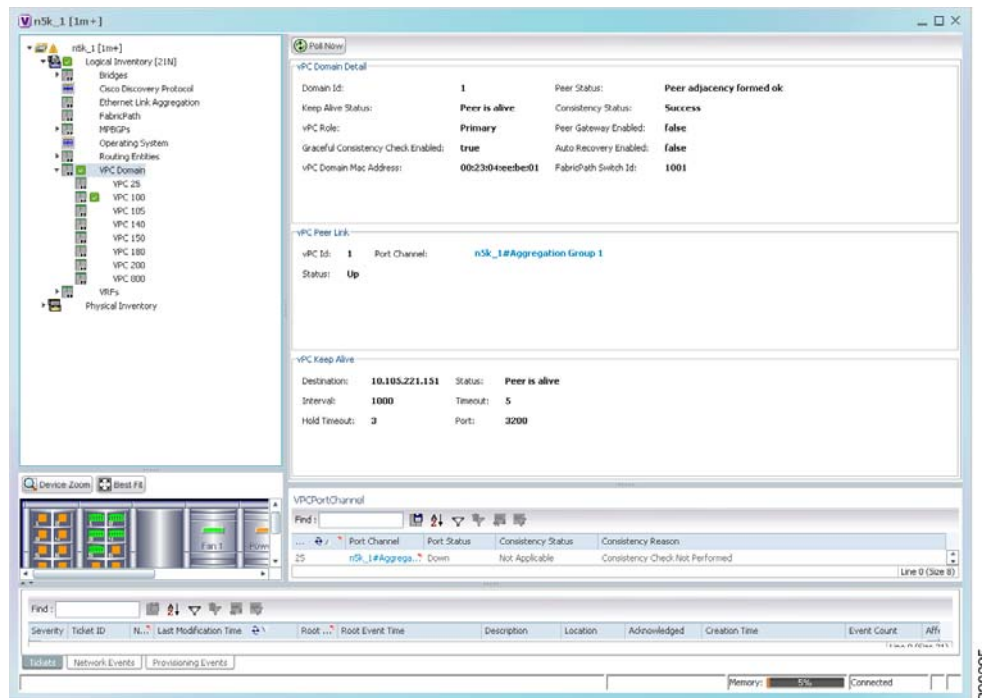 n5k_1 [1m+]
n5k_1 [1m+]
Logical Inventory [21N]
Bridges
Cisco Discovery Protocol
Ethernet Link Aggregation
FabricPath
MPBGPs
Operating System
Routing Entities
VPC Domain
VPC 25
VPC 100
VPC 105
VPC 140
VPC 150
VPC 180
VPC 200
VPC 800
VRFs
Physical Inventory
Poll Now
vPC Domain Detail
Domain Id: 1 Peer Status: Peer adjacency formed ok
Keep Alive Status: Peer is alive Consistency Status: Success
vPC Role: Primary Peer Gateway Enabled: false
Graceful Consistency Check Enabled: true Auto Recovery Enabled: false
vPC Domain Mac Address: 00:23:04:ee:be:01 FabricPath Switch Id: 1001
vPC Peer Link
vPC Id: 1 Port Channel: n5k_1#Aggregation Group 1
Status: Up
vPC Keep Alive
Destination: 10.105.221.151 Status: Peer is alive
Interval: 1000 Timeout: 5
Hold Timeout: 3 Port: 3200
Device Zoom Best Fit
Fan 1
VPCPortChannel
Find :
... Port Channel Port Status Consistency Status Consistency Reason
25 n5k_1#Aggrega... Down Not Applicable Consistency Check Not Performed
Line 0 (Size 8)
Find :
Severity Ticket ID N... Last Modification Time Root ... Root Event Time Description Location Acknowledged Creation Time Event Count
Tickets Network Events Provisioning Events
Memory: 5% Connected